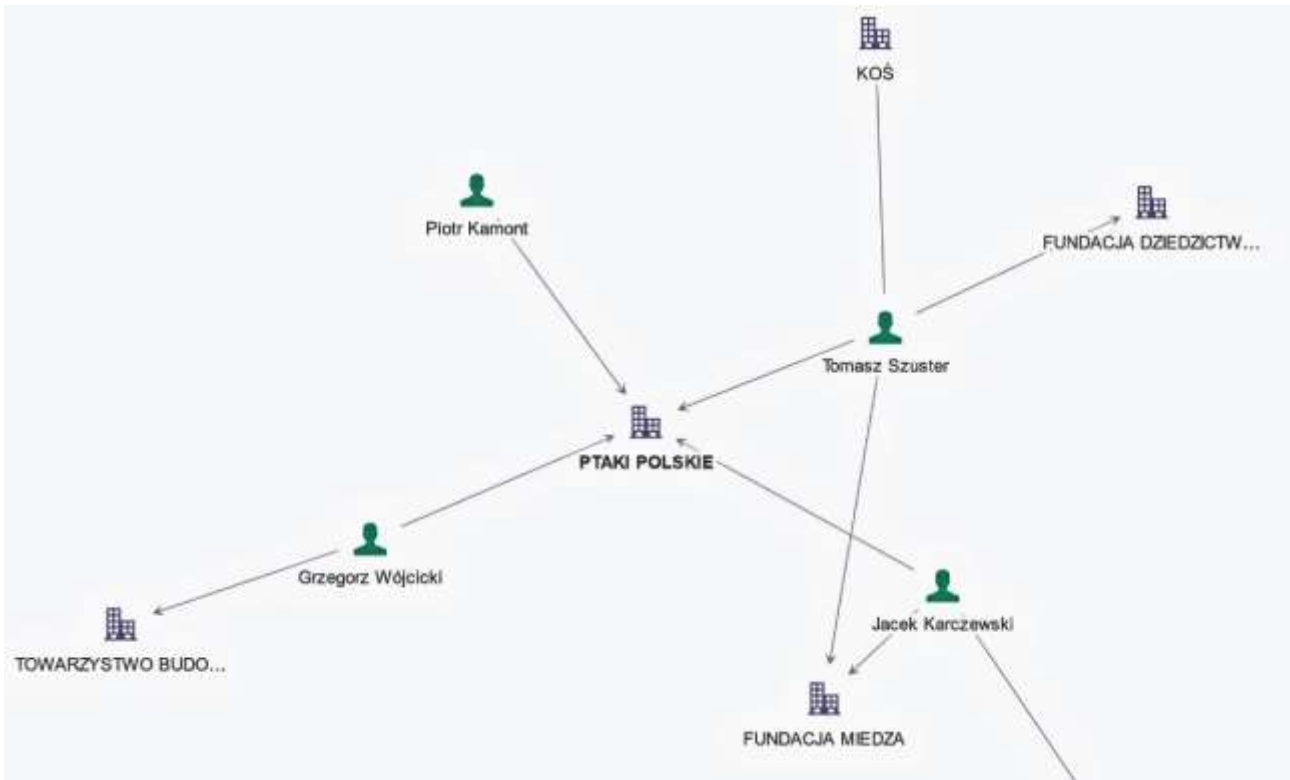 KOŚ
Piotr Kamont
FUNDACJA DZIEDZICTW...
Tomasz Szuster
PTAKI POLSKIE
Grzegorz Wójcicki
Jacek Karczewski
TOWARZYSTWO BUDO...
FUNDACJA MIEDZA